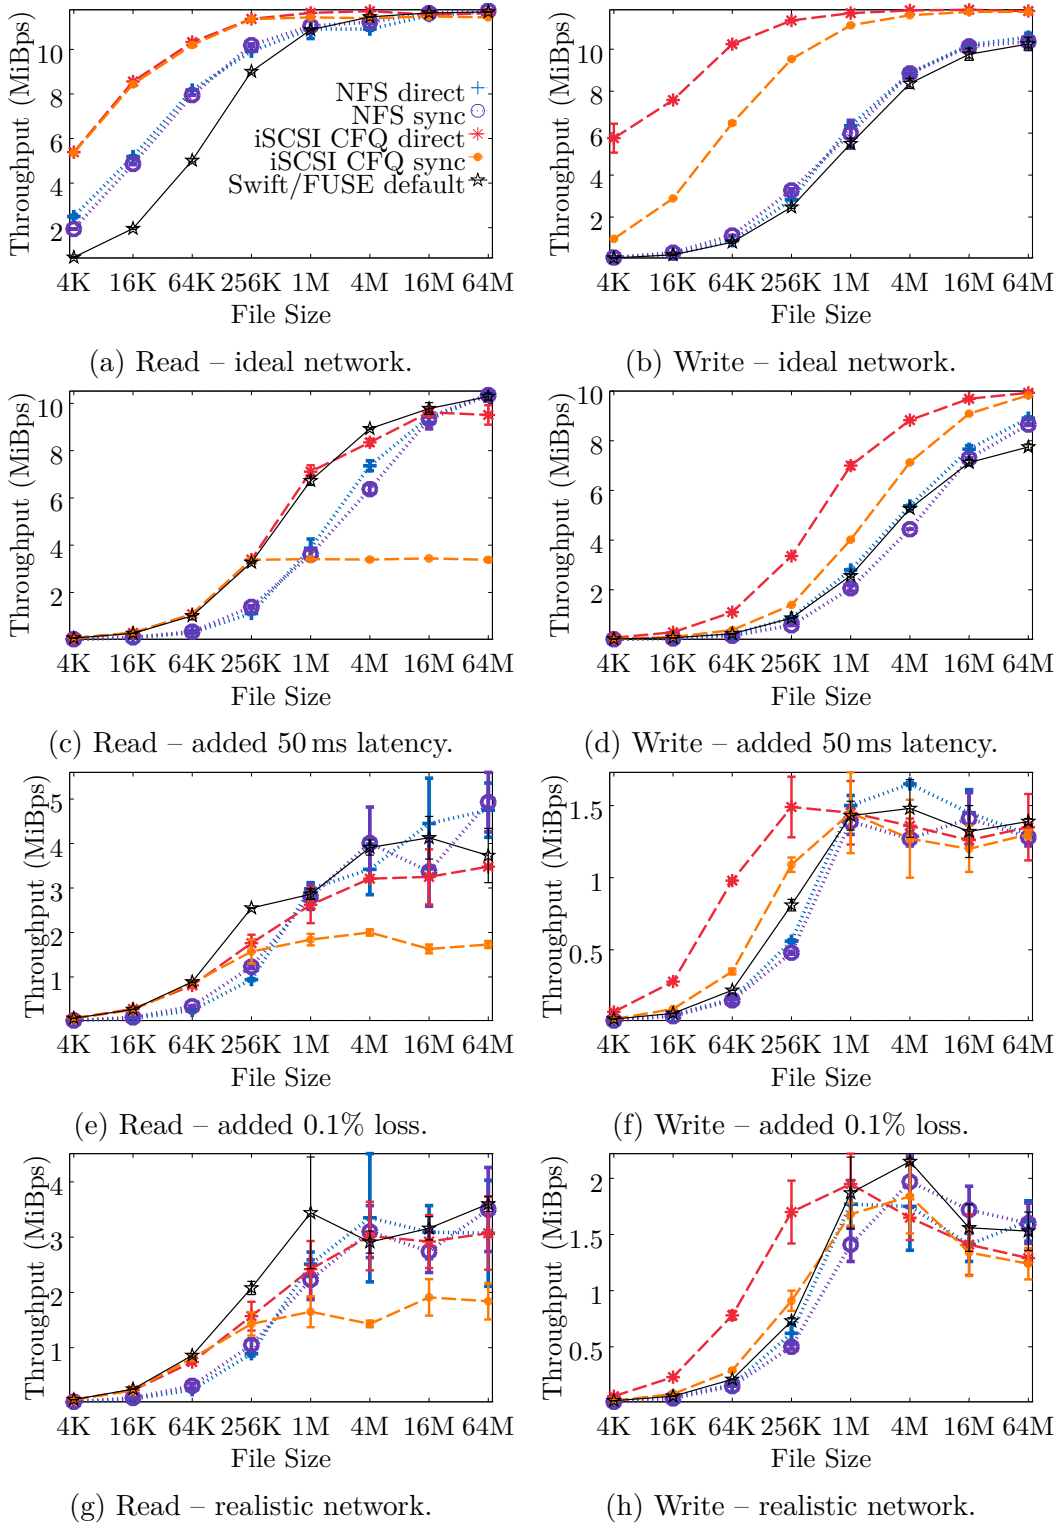 Throughput (MiBps)
10
8
6
4
2
4K 16K 64K 256K 1M 4M 16M 64M
File Size
NFS direct
NFS sync
iSCSI CFQ direct
iSCSI CFQ sync
Swift/FUSE default
(a) Read – ideal network.
Throughput (MiBps)
10
8
6
4
2
4K 16K 64K 256K 1M 4M 16M 64M
File Size
(b) Write – ideal network.
Throughput (MiBps)
10
8
6
4
2
4K 16K 64K 256K 1M 4M 16M 64M
File Size
(c) Read – added 50 ms latency.
Throughput (MiBps)
10
8
6
4
2
4K 16K 64K 256K 1M 4M 16M 64M
File Size
(d) Write – added 50 ms latency.
Throughput (MiBps)
5
4
3
2
1
4K 16K 64K 256K 1M 4M 16M 64M
File Size
(e) Read – added 0.1% loss.
Throughput (MiBps)
1.5
1
0.5
4K 16K 64K 256K 1M 4M 16M 64M
File Size
(f) Write – added 0.1% loss.
Throughput (MiBps)
4
3
2
1
4K 16K 64K 256K 1M 4M 16M 64M
File Size
(g) Read – realistic network.
Throughput (MiBps)
2
1.5
1
0.5
4K 16K 64K 256K 1M 4M 16M 64M
File Size
(h) Write – realistic network.